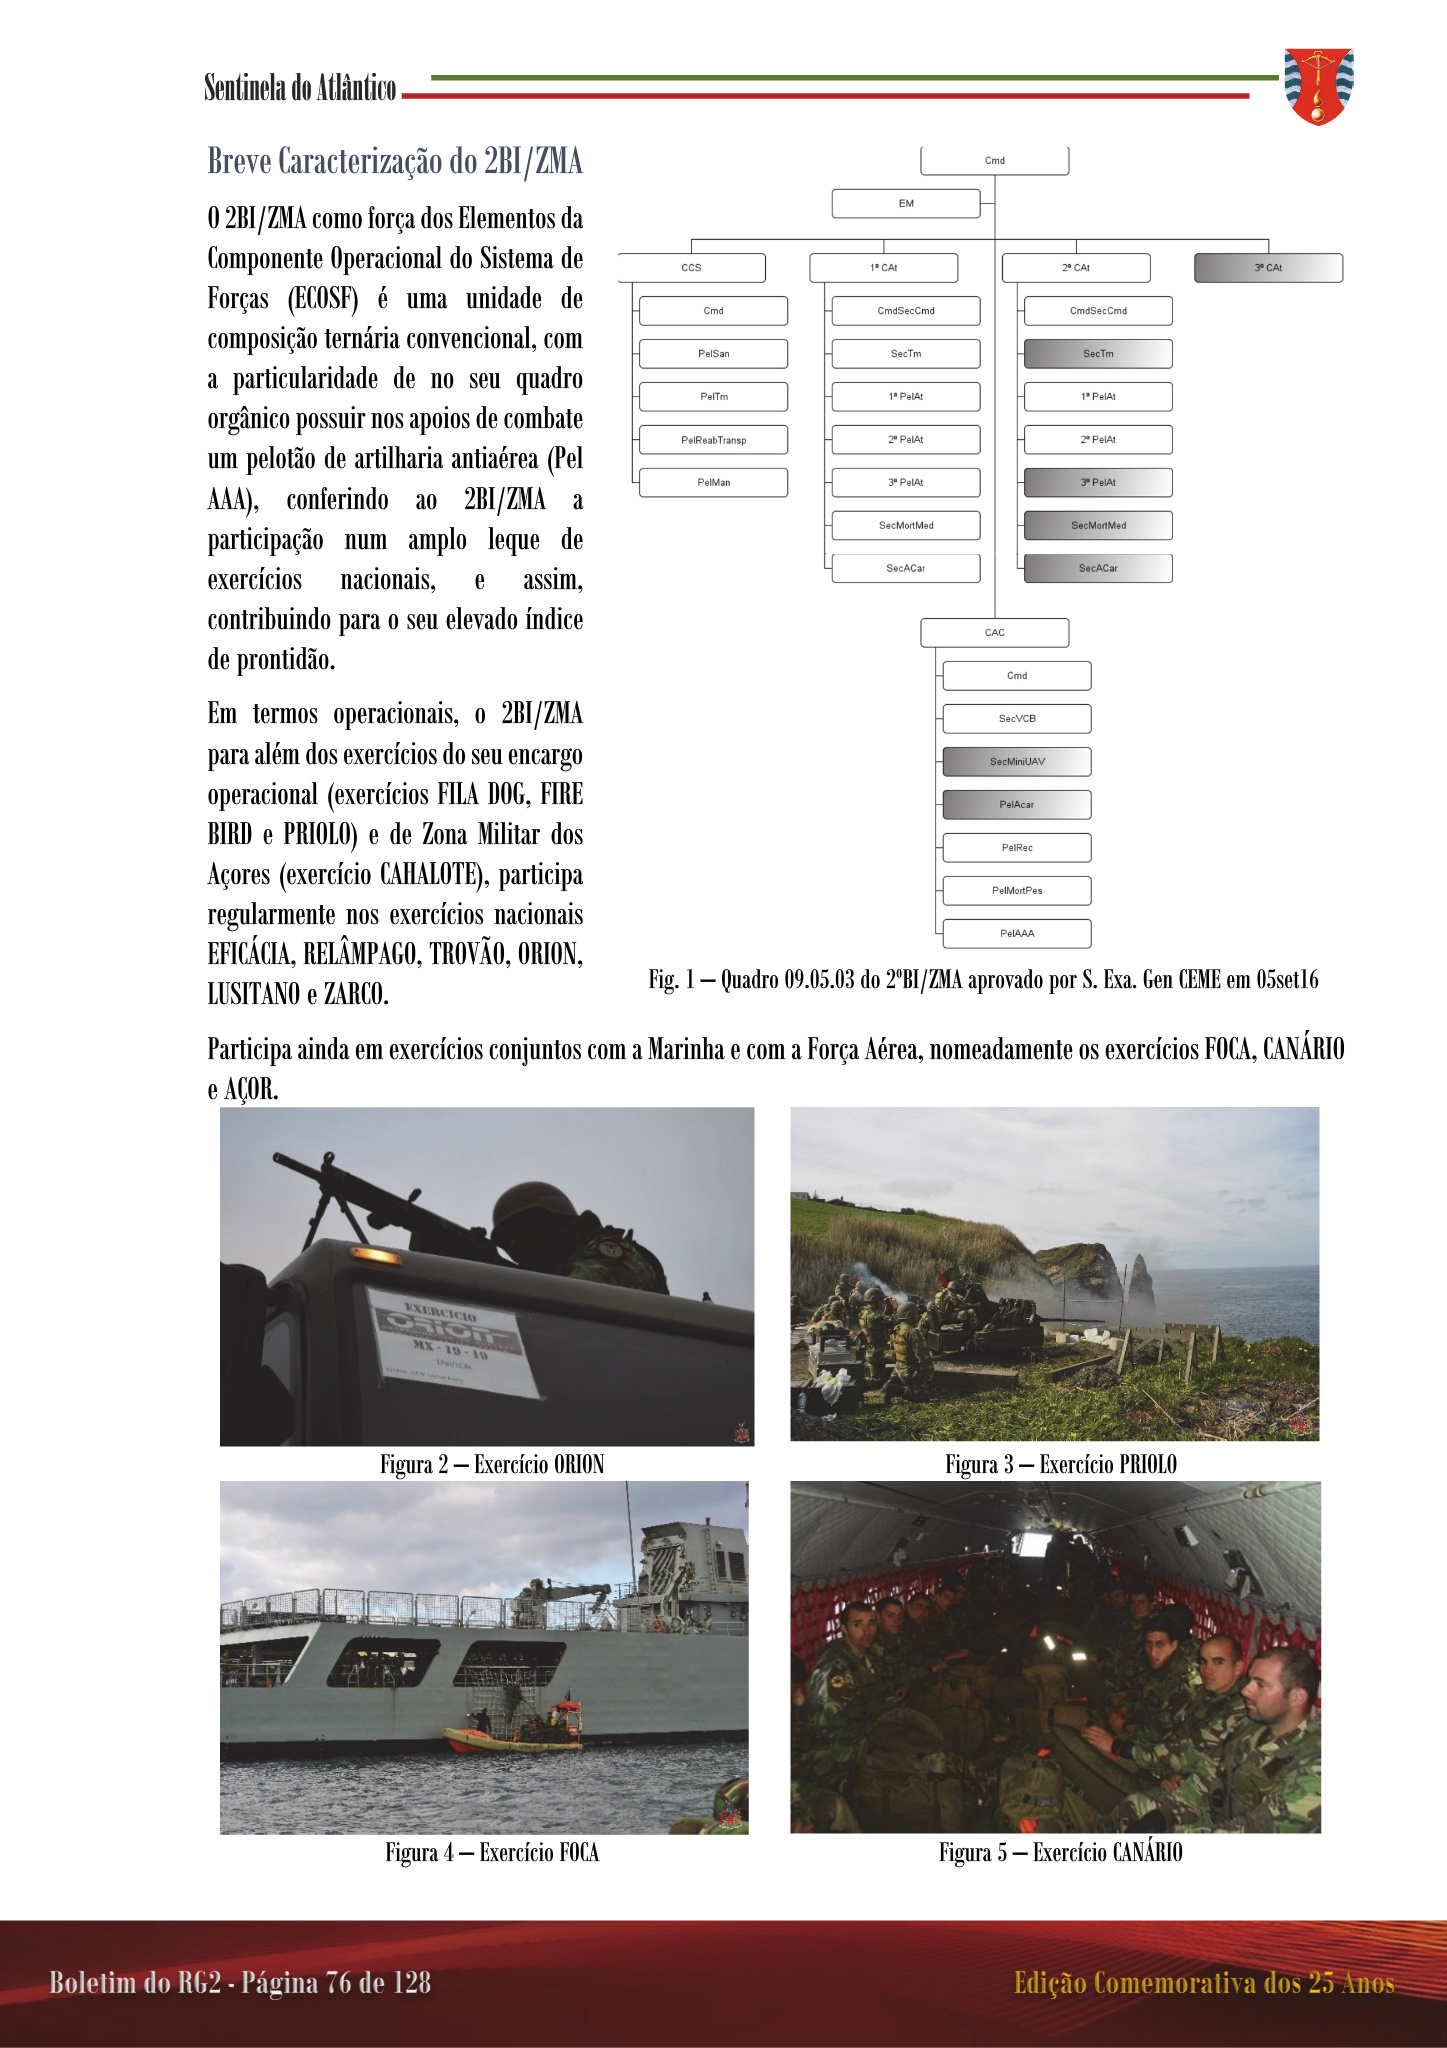 Sentinela do Atlântico
Breve Caracterização do 2BI/ZMA
O 2BI/ZMA como força dos Elementos da
Componente Operacional do Sistema de
Forças (ECOSF) é uma unidade de
composição ternária convencional, com
a particularidade de no seu quadro
orgânico possuir nos apoios de combate
um pelotão de artilharia antiaérea (Pel
AAA), conferindo ao 2BI/ZMA a
participação num amplo leque de
exercícios nacionais, e assim,
contribuindo para o seu elevado índice
de prontidão.
Em termos operacionais, o 2BI/ZMA
para além dos exercícios do seu encargo
operacional (exercícios FILA DOG, FIRE
BIRD e PRIOLO) e de Zona Militar dos
Açores (exercício CAHALOTE), participa
regularmente nos exercícios nacionais
EFICÁCIA, RELÂMPAGO, TROVÃO, ORION,
LUSITANO e ZARCO.
Cmd
EM
CCS
Cmd
PelSan
PelTm
PelReabTransp
PelMan
1ª CAt
CmdSecCmd
SecTm
1ª PelAt
2ª PelAt
3ª PelAt
SecMortMed
SecACar
2ª CAt
CmdSecCmd
SecTm
1ª PelAt
2ª PelAt
3ª PelAt
SecMortMed
SecACar
3ª CAt
CAC
Cmd
SecVCB
SecMiniUAV
PelAcar
PelRec
PelMortPes
PelAAA
Fig. 1 – Quadro 09.05.03 do 2ºBI/ZMA aprovado por S. Exa. Gen CEME em 05set16
Participa ainda em exercícios conjuntos com a Marinha e com a Força Aérea, nomeadamente os exercícios FOCA, CANÁRIO
e AÇOR.
EXERCICIO
ORION
MX - 19 - 19
1Pel/1CAt
Figura 2 – Exercício ORION
Figura 3 – Exercício PRIOLO
Figura 4 – Exercício FOCA
Figura 5 – Exercício CANÁRIO
Boletim do RG2 - Página 76 de 128
Edição Comemorativa dos 25 Anos